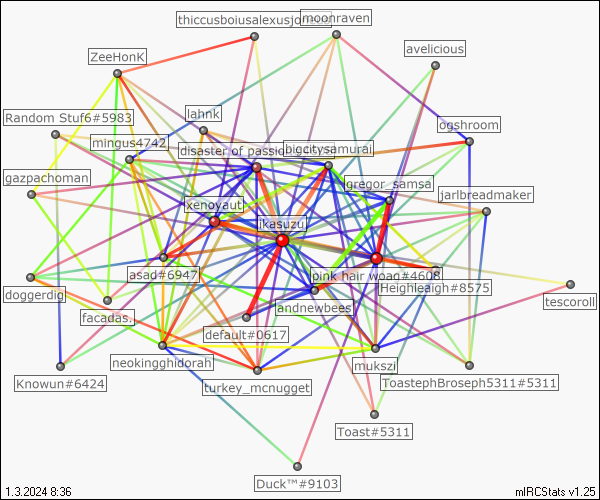 thiccusboiusalexusjones
moonraven
avelicious
ZeeHonK
lahnk
Random Stuf6#5983
ogshroom
mingus4742
disaster of passion
bigcitysamurai
gazpachoman
gregor_samsa
jarlbreadmaker
xenoyaut
ikasuzu
asad#6947
pink hair woag#4608
doggerdig
Heighleaigh#8575
tescoroll
facadas.
andnewbees
default#0617
neokingghidorah
mukszi
Knowun#6424
turkey_mcnugget
ToastephBroseph5311#5311
Toast#5311
Duck™#9103
1.3.2024 8:36
mIRCStats v1.25